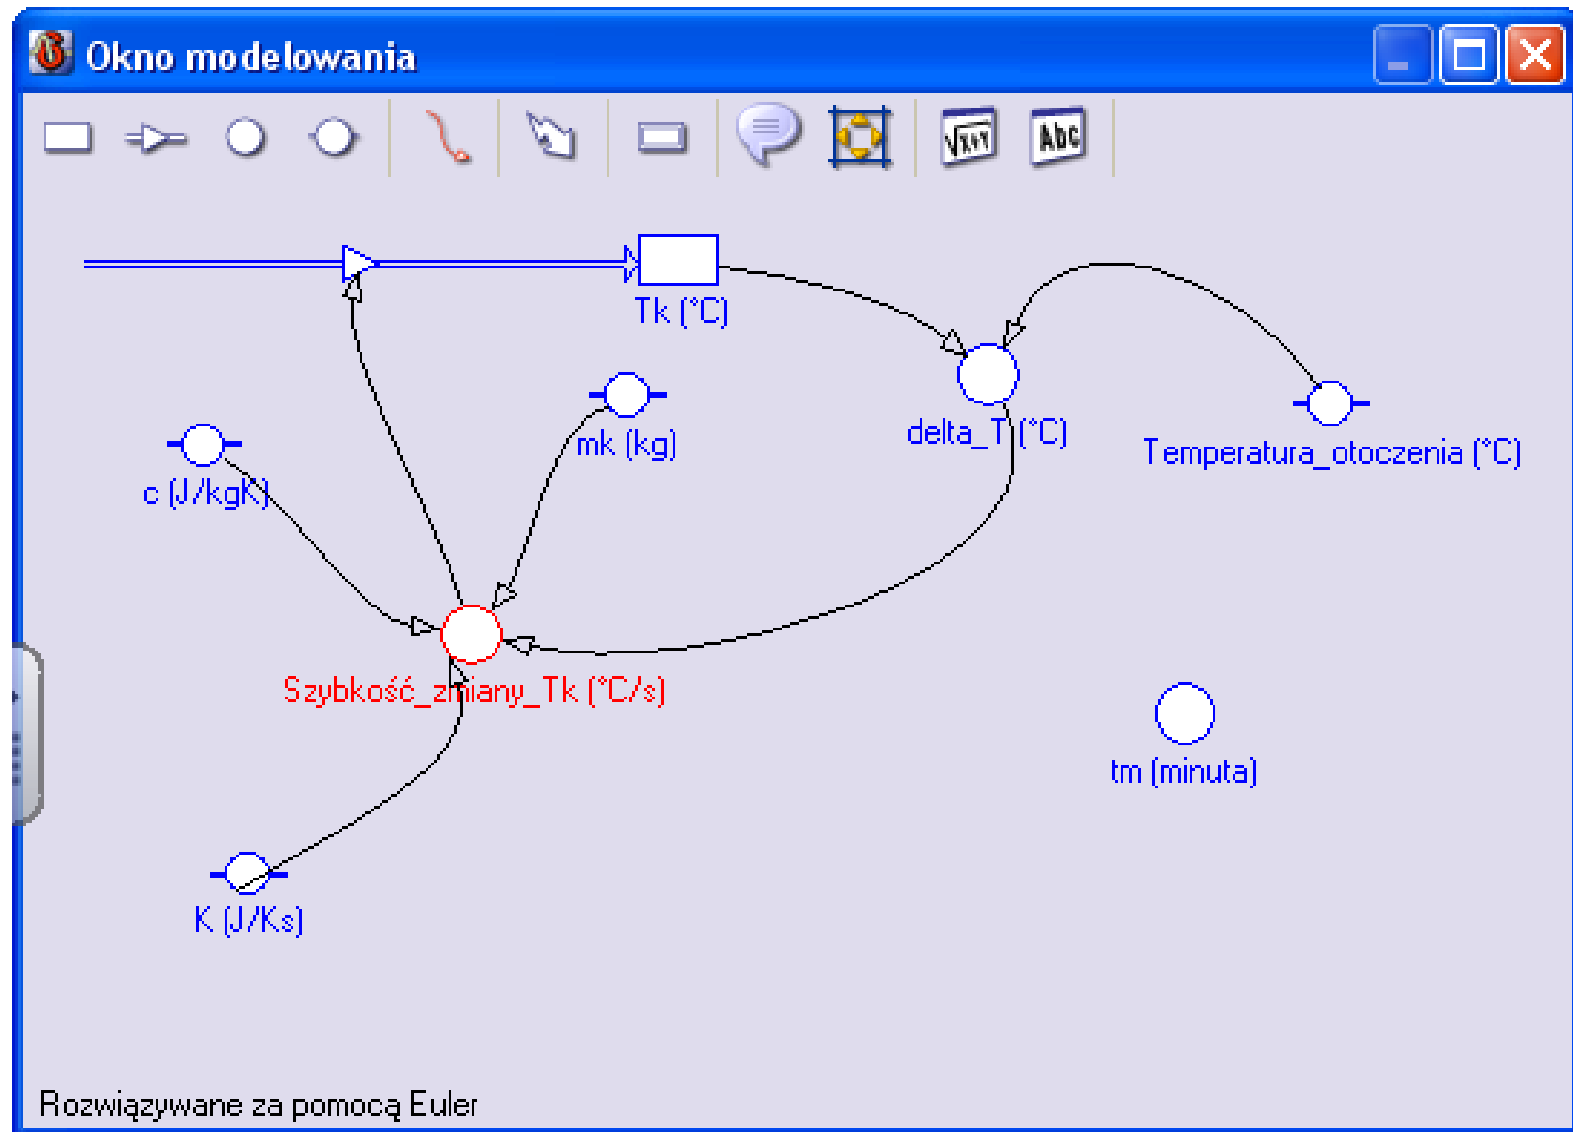 Okno modelowania
√x+y
Abc
Tk (°C)
mk (kg)
delta_T (°C)
Temperatura_otoczenia (°C)
c (J/kgK)
Szybkość_zmiany_Tk (°C/s)
tm (minuta)
K (J/Ks)
Rozwiązywane za pomocą Euler